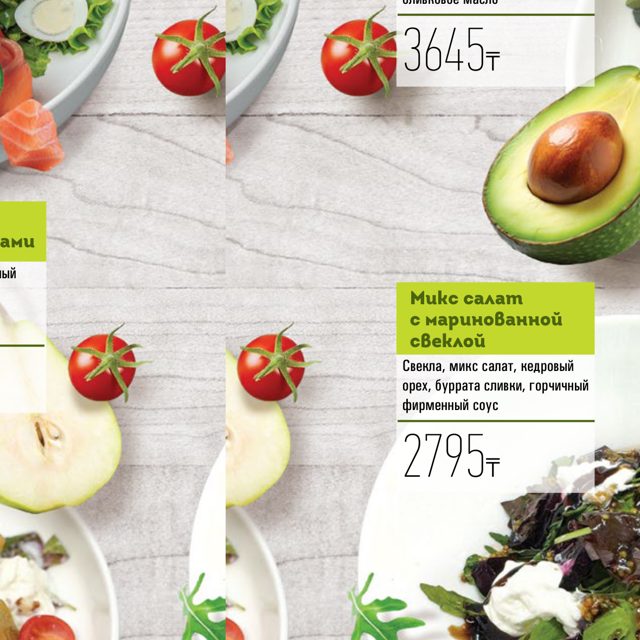 оливковое масло
3645₸
ами
ный
Микс салат
с маринованной
свеклой
Свекла, микс салат, кедровый
орех, буррата сливки, горчичный
фирменный соус
2795₸